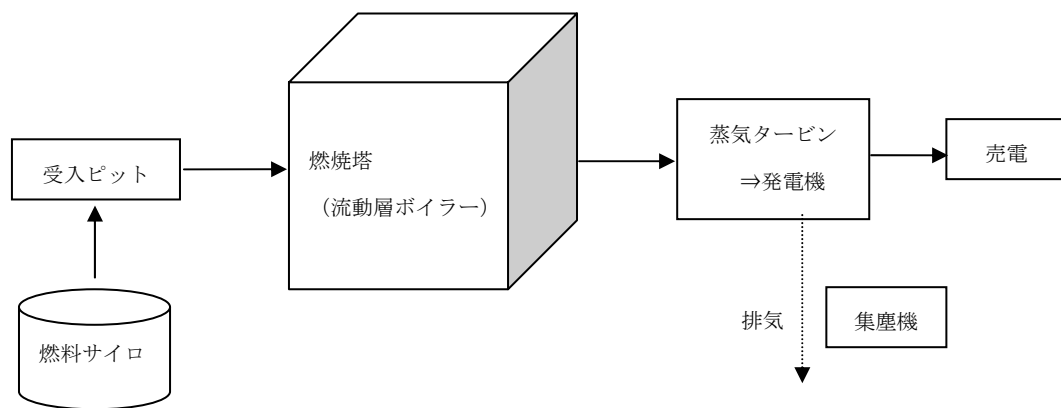 受入ピット
燃料サイロ
燃焼塔
（流動層ボイラー）
蒸気タービン
⇒発電機
売電
排気
集塵機